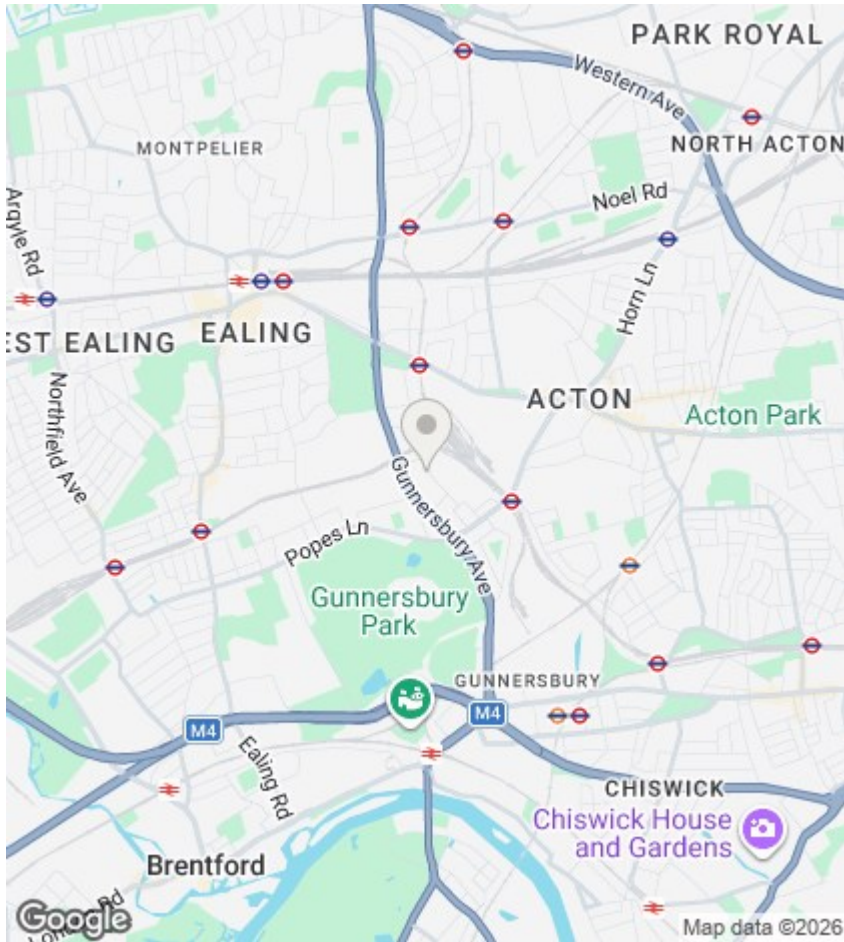 PARK ROYAL
Western Ave
MONTPELIER
NORTH ACTON
Argyle Rd
Noel Rd
Horn Ln
EST EALING
EALING
ACTON
Acton Park
Northfield Ave
Gunnersbury Ave
Popes Ln
Gunnersbury
Park
GUNNERSBURY
M4
M4
Ealing Rd
CHISWICK
Chiswick House
and Gardens
Brentford
London Rd
Google
Map data ©2026